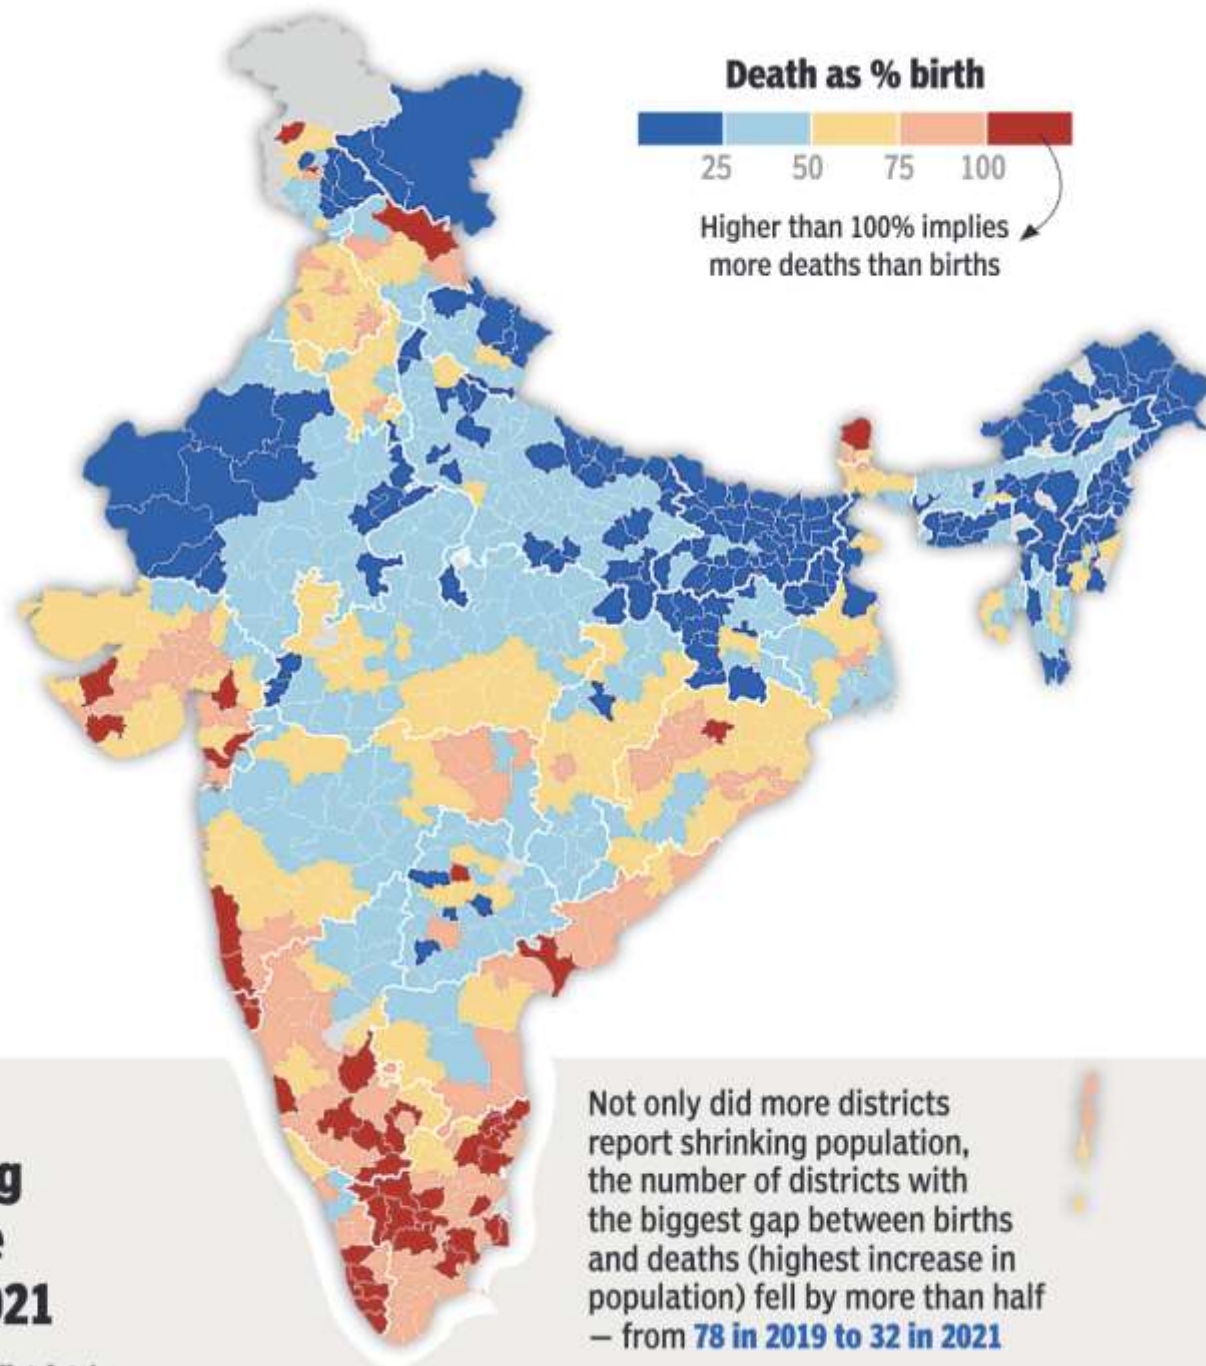 Death as % birth
25 50 75 100
Higher than 100% implies
more deaths than births
Not only did more districts
report shrinking population,
the number of districts with
the biggest gap between births
and deaths (highest increase in
population) fell by more than half
— from 78 in 2019 to 32 in 2021